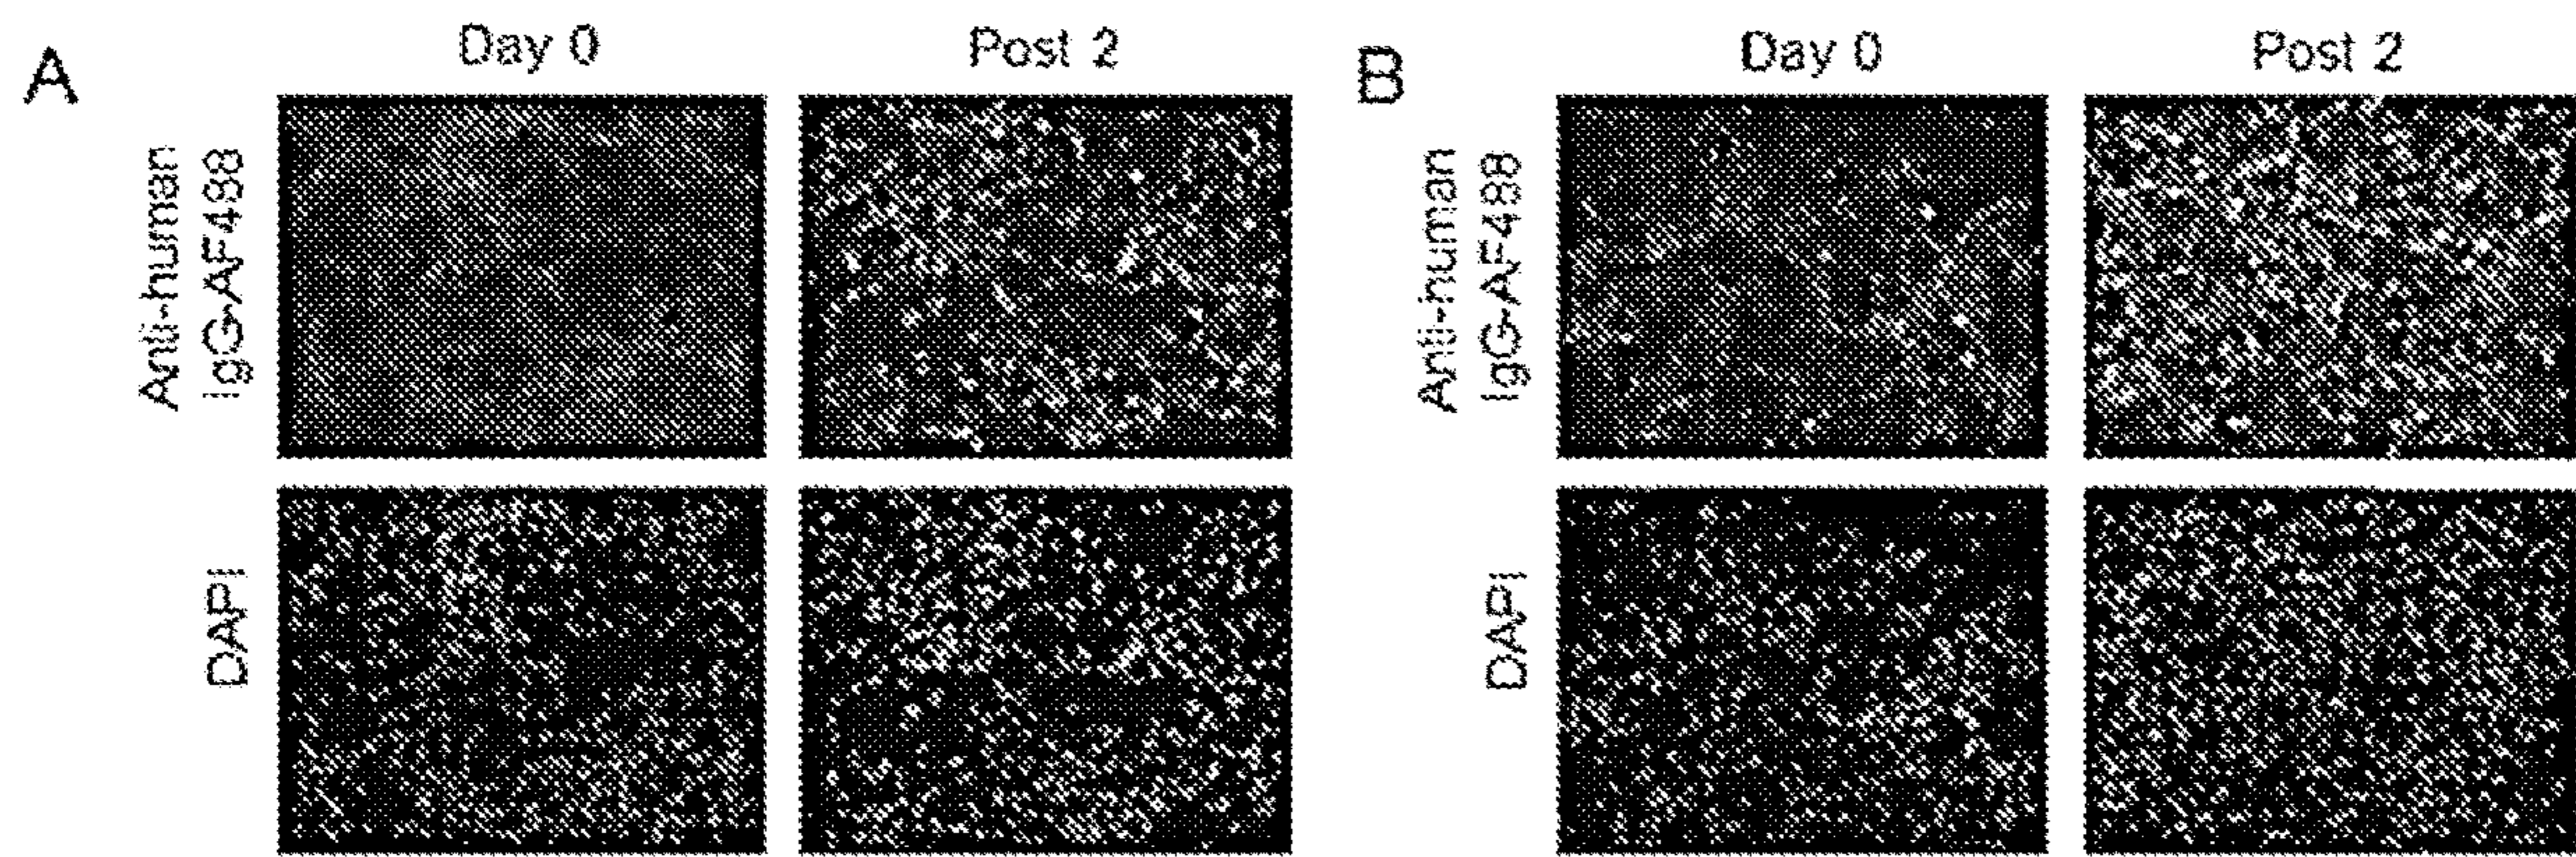 A
Day 0
Post 2
Anti-human
IgG-AF488
DAPI
B
Day 0
Post 2
Anti-human
IgG-AF488
DAPI